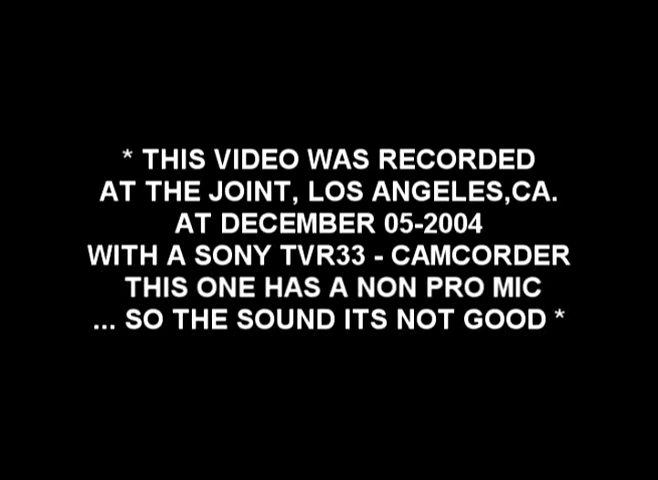 * THIS VIDEO WAS RECORDED
AT THE JOINT, LOS ANGELES,CA.
AT DECEMBER 05-2004
WITH A SONY TVR33 - CAMCORDER
THIS ONE HAS A NON PRO MIC
... SO THE SOUND ITS NOT GOOD *